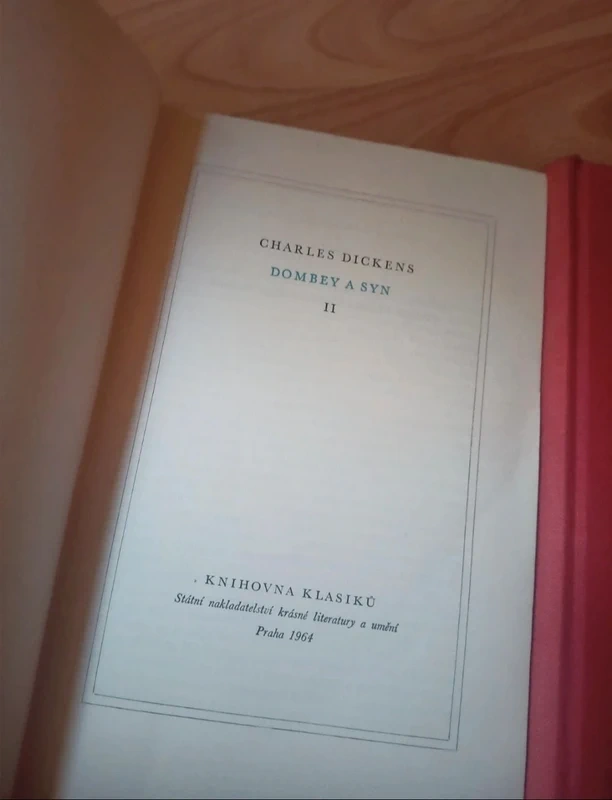 CHARLES DICKENS
DOMBEY A SYN
II
KNIHOVNA KLASIKŮ
Státní nakladatelství krásné literatury a umění
Praha 1964